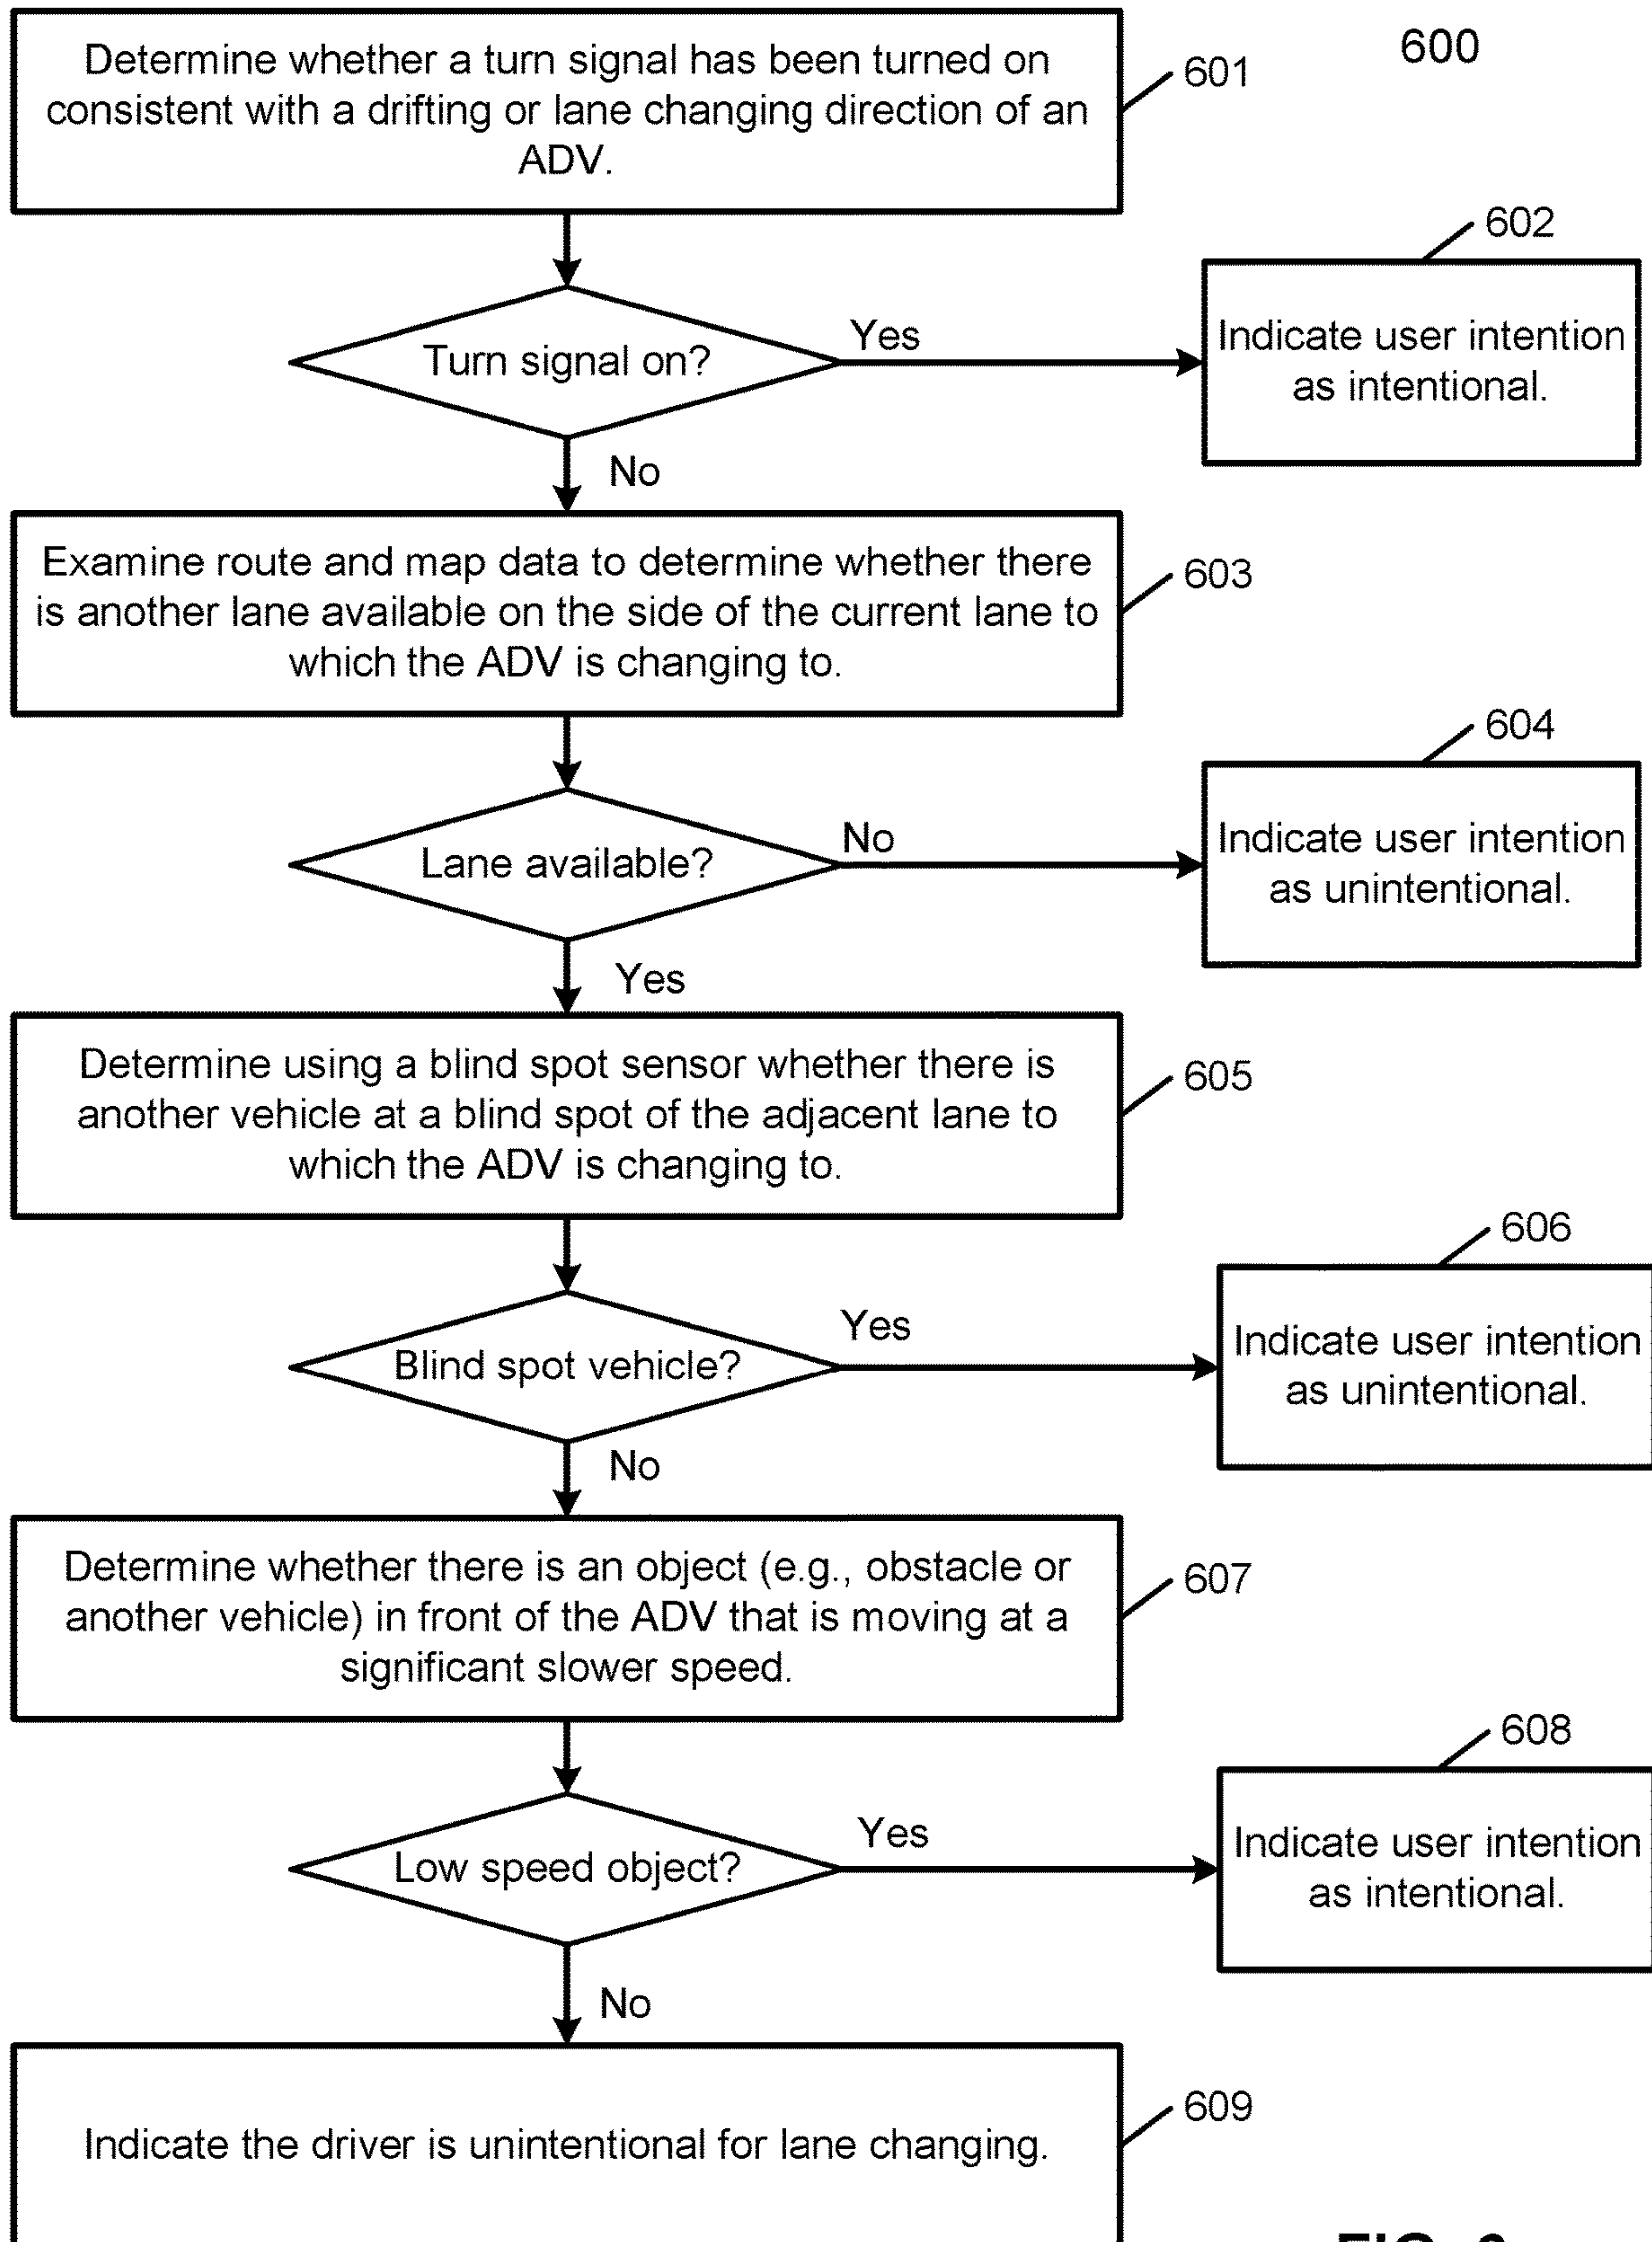 600
Determine whether a turn signal has been turned on
consistent with a drifting or lane changing direction of an
ADV.
601
602
Turn signal on?
Yes
Indicate user intention
as intentional.
No
Examine route and map data to determine whether there
is another lane available on the side of the current lane to
which the ADV is changing to.
603
604
Lane available?
No
Indicate user intention
as unintentional.
Yes
Determine using a blind spot sensor whether there is
another vehicle at a blind spot of the adjacent lane to
which the ADV is changing to.
605
606
Blind spot vehicle?
Yes
Indicate user intention
as unintentional.
No
Determine whether there is an object (e.g., obstacle or
another vehicle) in front of the ADV that is moving at a
significant slower speed.
607
608
Low speed object?
Yes
Indicate user intention
as intentional.
No
Indicate the driver is unintentional for lane changing.
609